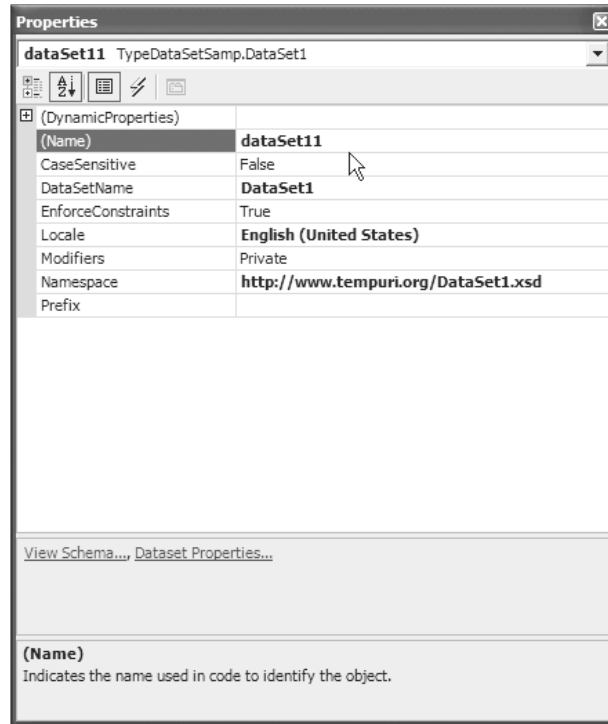 Properties
dataSet11 TypeDataSetSamp.DataSet1
(DynamicProperties)
(Name) dataSet11
CaseSensitive False
DataSetName DataSet1
EnforceConstraints True
Locale English (United States)
Modifiers Private
Namespace http://www.tempuri.org/DataSet1.xsd
Prefix
View Schema..., Dataset Properties...
(Name)
Indicates the name used in code to identify the object.